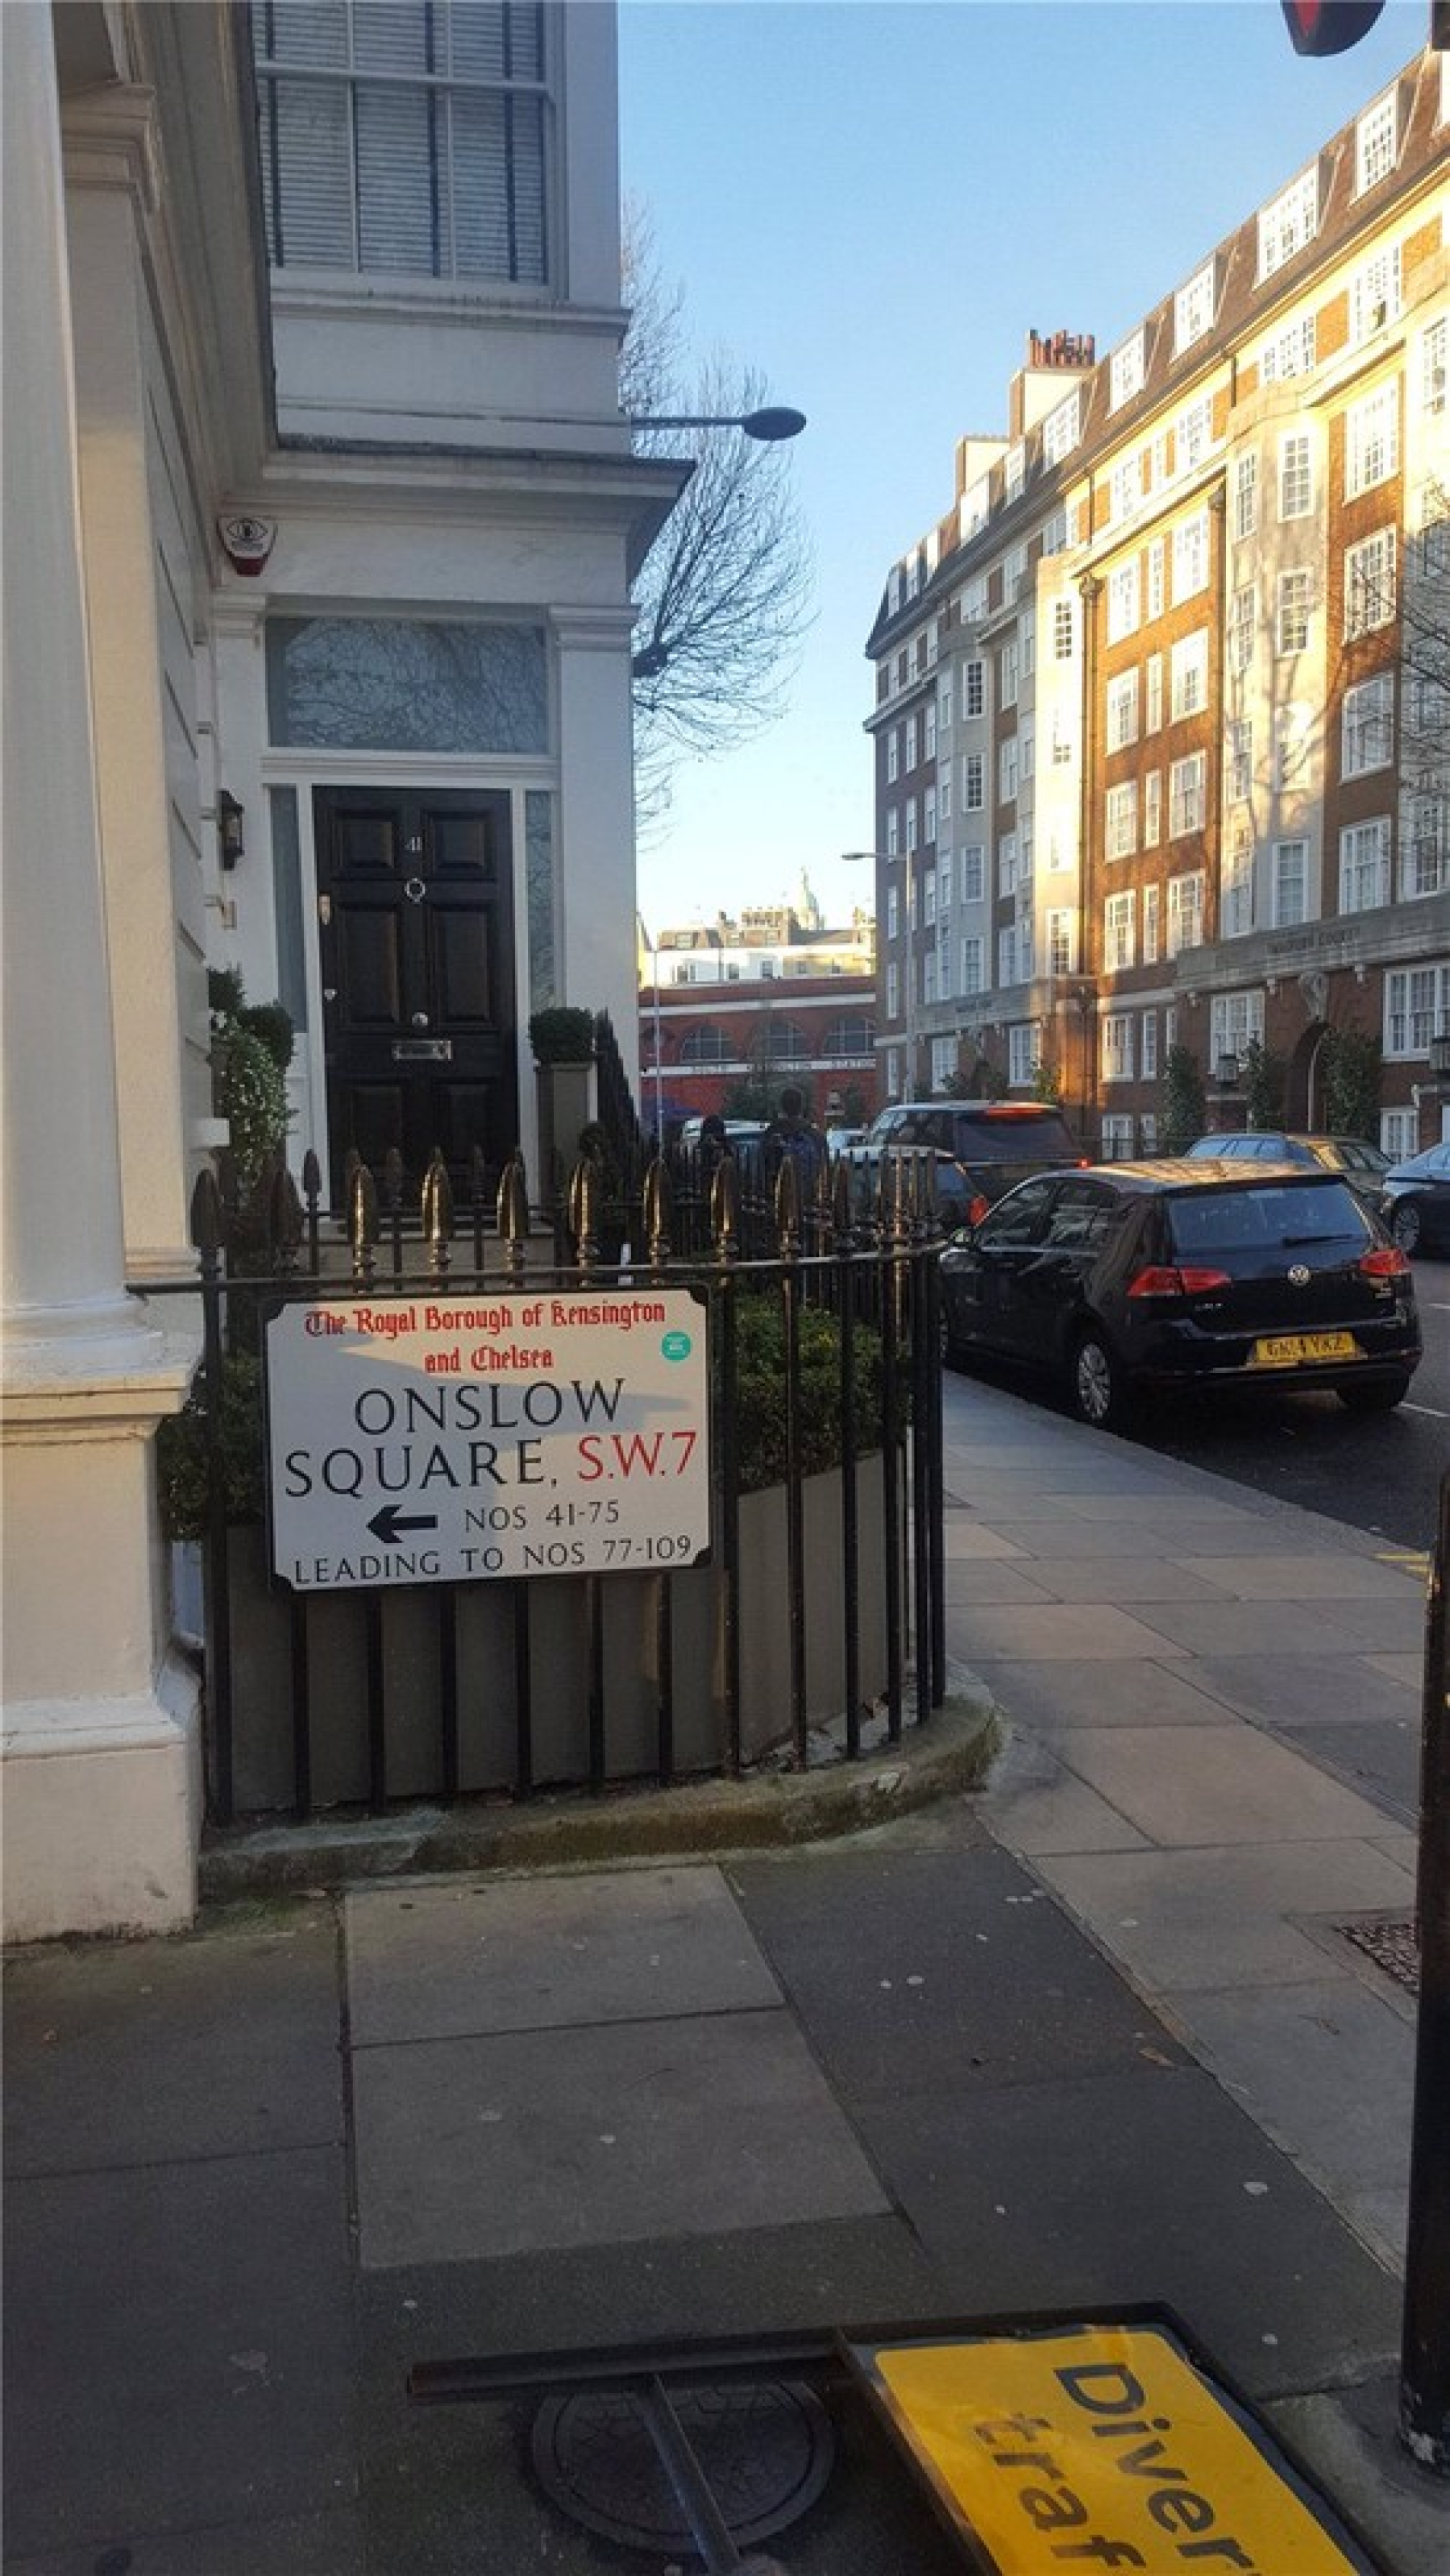 41
The Royal Borough of Kensington
and Chelsea
ONSLOW
SQUARE, S.W.7
NOS 41-75
LEADING TO NOS 77-109
STATION
Diver
traf